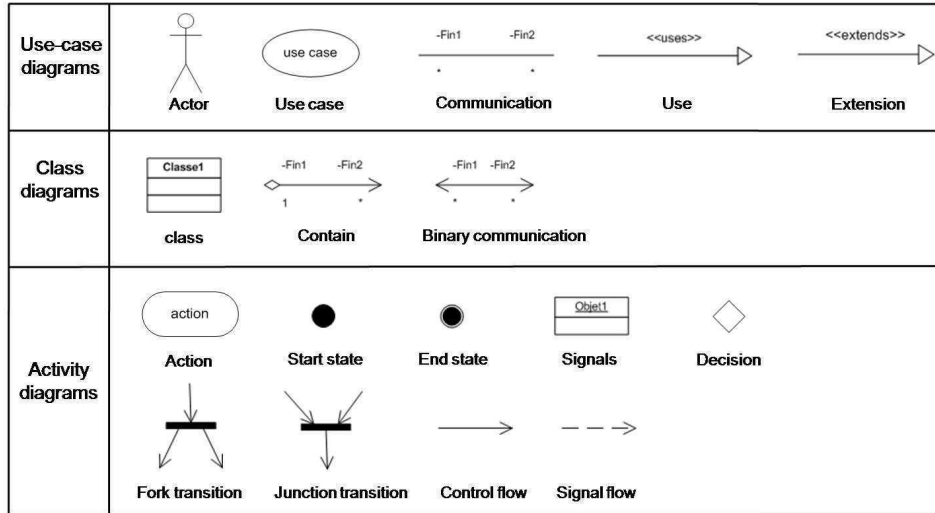 Use-case
diagrams
use case
-Fin1 -Fin2
* *
<<uses>>
<<extends>>
Actor Use case Communication Use Extension
Class
diagrams
Classe1
-Fin1 -Fin2
1 *
-Fin1 -Fin2
* *
class Contain Binary communication
Activity
diagrams
action
Objet1
Action Start state End state Signals Decision
Fork transition Junction transition Control flow Signal flow